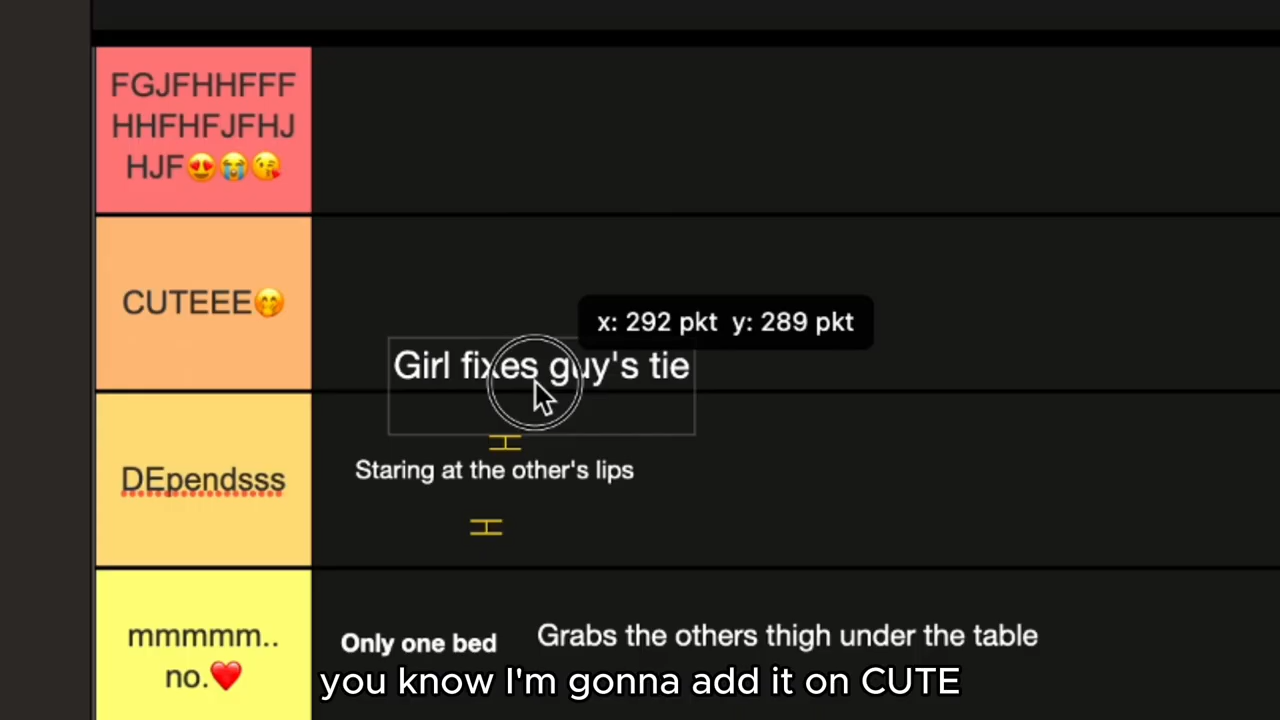 FGJFHHFFF
HHFHFJFHJ
HJF😍😭😘
CUTEEE🤭
x: 292 pkt y: 289 pkt
Girl fixes guy's tie
DEpendsss
Staring at the other's lips
mmmmm..
no.❤️
Only one bed
Grabs the others thigh under the table
you know I'm gonna add it on CUTE